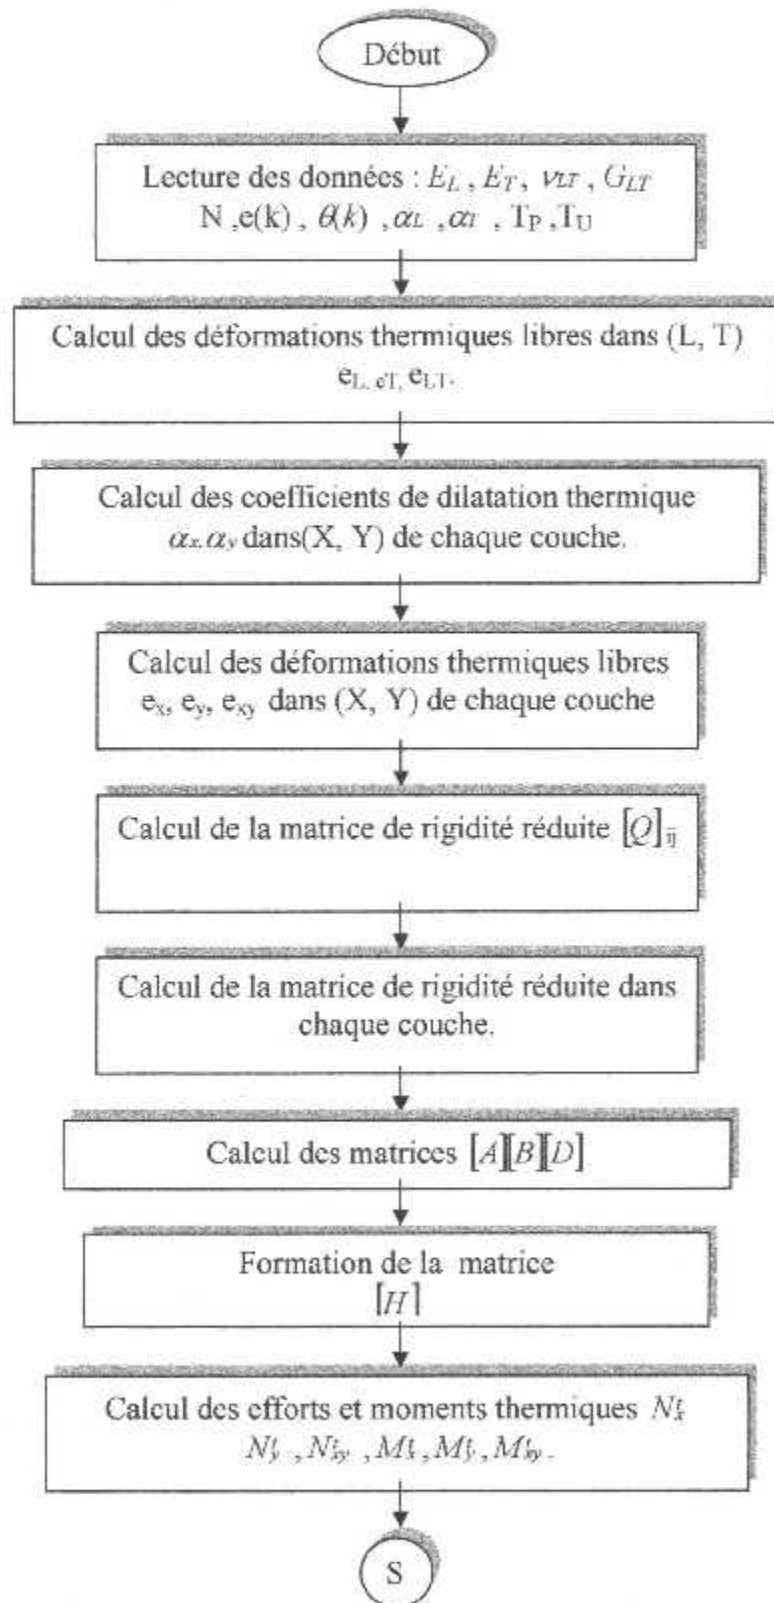 Début
Lecture des données : E_L , E_T, ν_LT , G_LT
N ,e(k) , θ(k) , α_L , α_T , T_P ,T_U
Calcul des déformations thermiques libres dans (L, T)
e_L, e_T, e_LT.
Calcul des coefficients de dilatation thermique
α_x, α_y dans(X, Y) de chaque couche.
Calcul des déformations thermiques libres
e_x, e_y, e_xy dans (X, Y) de chaque couche
Calcul de la matrice de rigidité réduite [Q]_ij
Calcul de la matrice de rigidité réduite dans
chaque couche.
Calcul des matrices [A][B][D]
Formation de la matrice
[H]
Calcul des efforts et moments thermiques N^t_x
N^t_y , N^t_xy , M^t_x, M^t_y, M^t_xy .
S